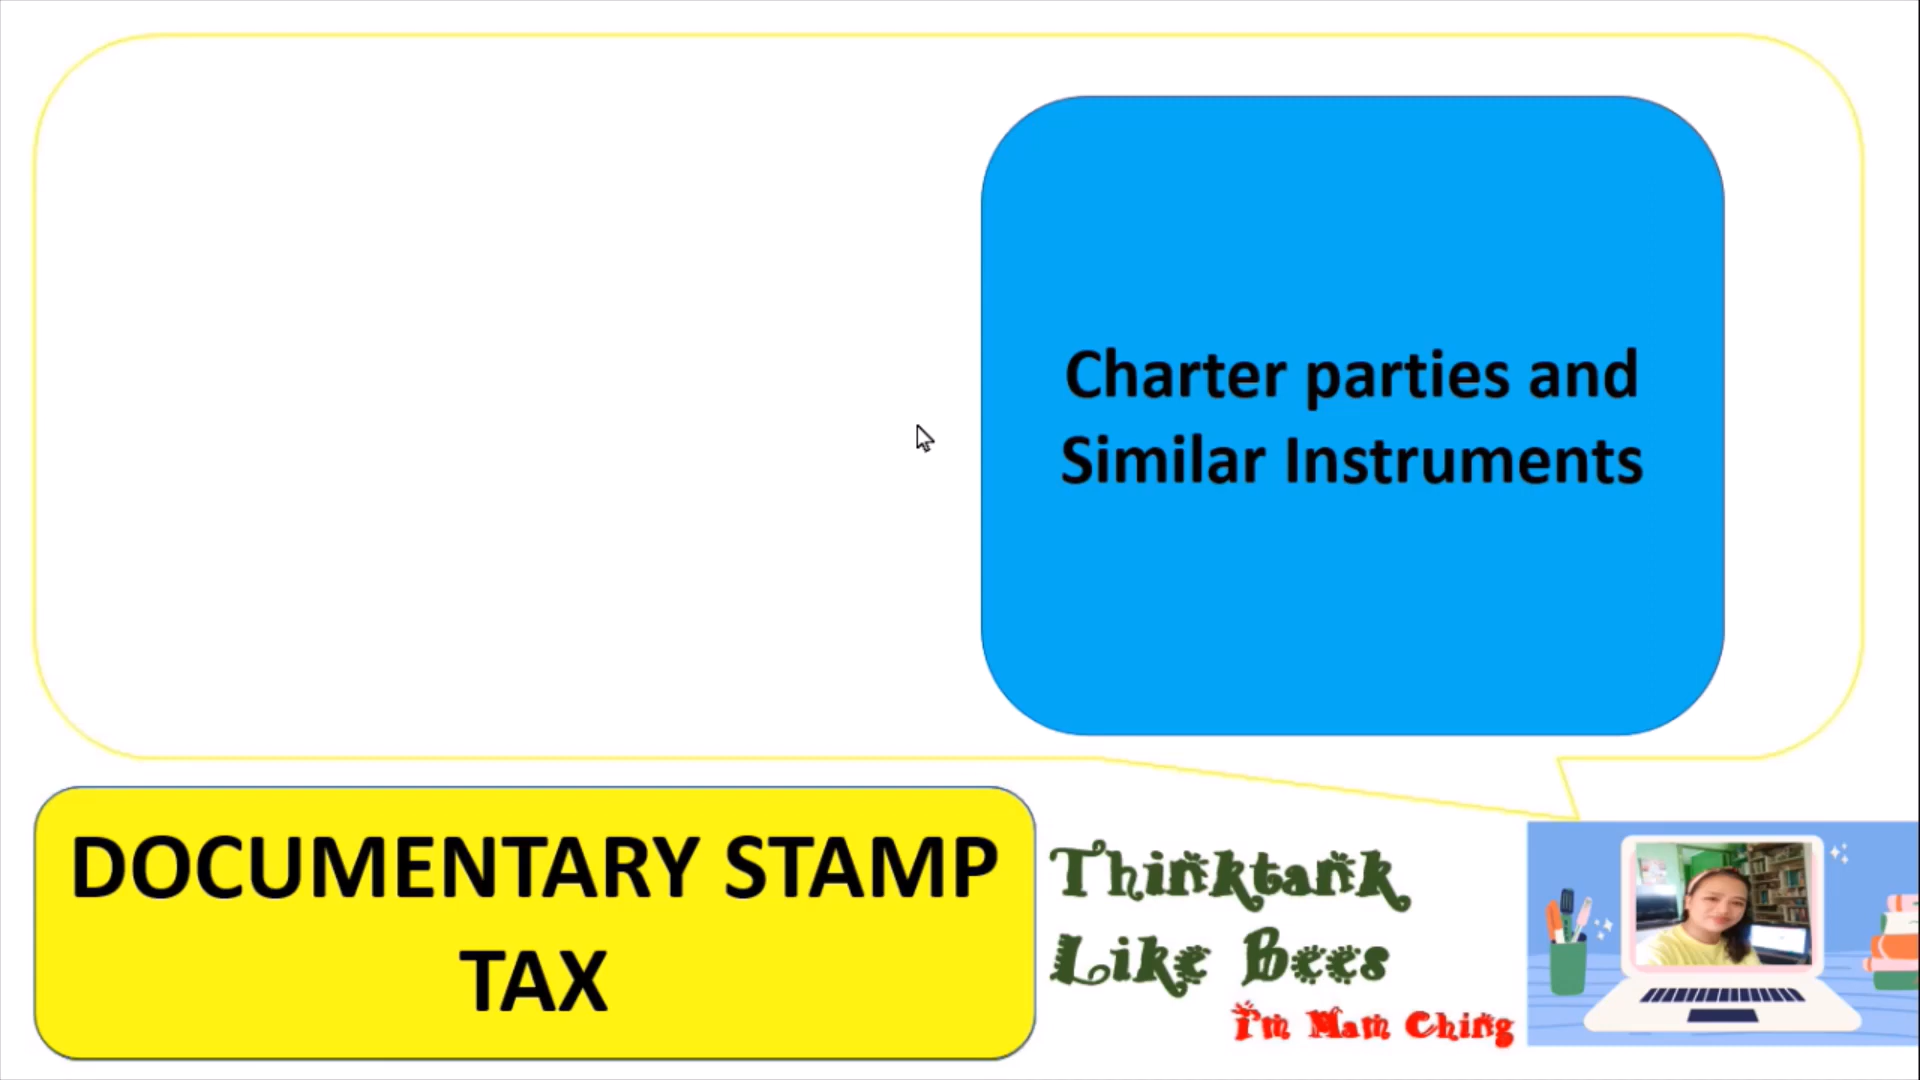 Charter parties and
Similar Instruments
DOCUMENTARY STAMP
TAX
Thinktank
Like Bees
i'm Mam Ching